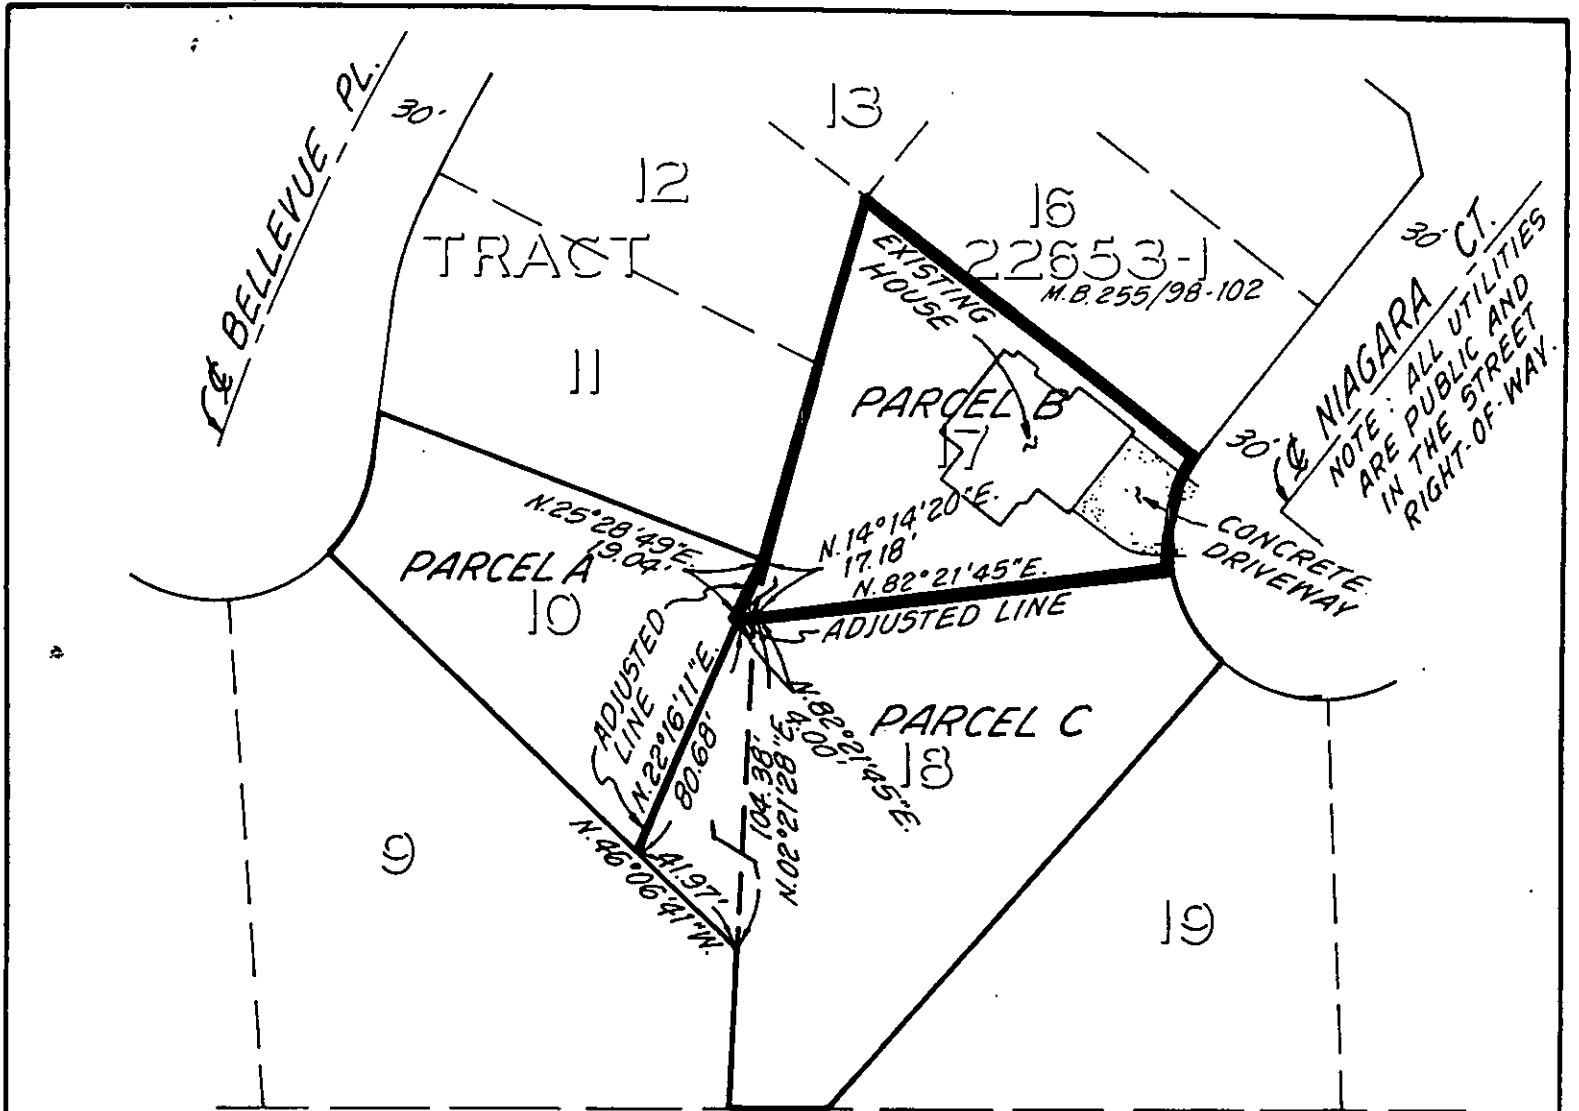 ℄ BELLEVUE PL.
30'
13
12
TRACT
16
22653-1
M.B. 255/98-102
EXISTING
HOUSE
30'
℄ NIAGARA CT.
30'
NOTE: ALL UTILITIES
ARE PUBLIC AND
IN THE STREET
RIGHT-OF-WAY.
11
PARCEL B
17
N.25°28'49"E.
19.04'
N.14°14'20"E.
17.18'
N.82°21'45"E.
ADJUSTED LINE
CONCRETE
DRIVEWAY
PARCEL A
10
ADJUSTED
LINE
N.22°16'11"E.
80.68'
104.38'
N.02°21'28"E.
N.82°21'45"E.
4.00'
PARCEL C
18
9
41.97'
N.46°06'41"W.
19